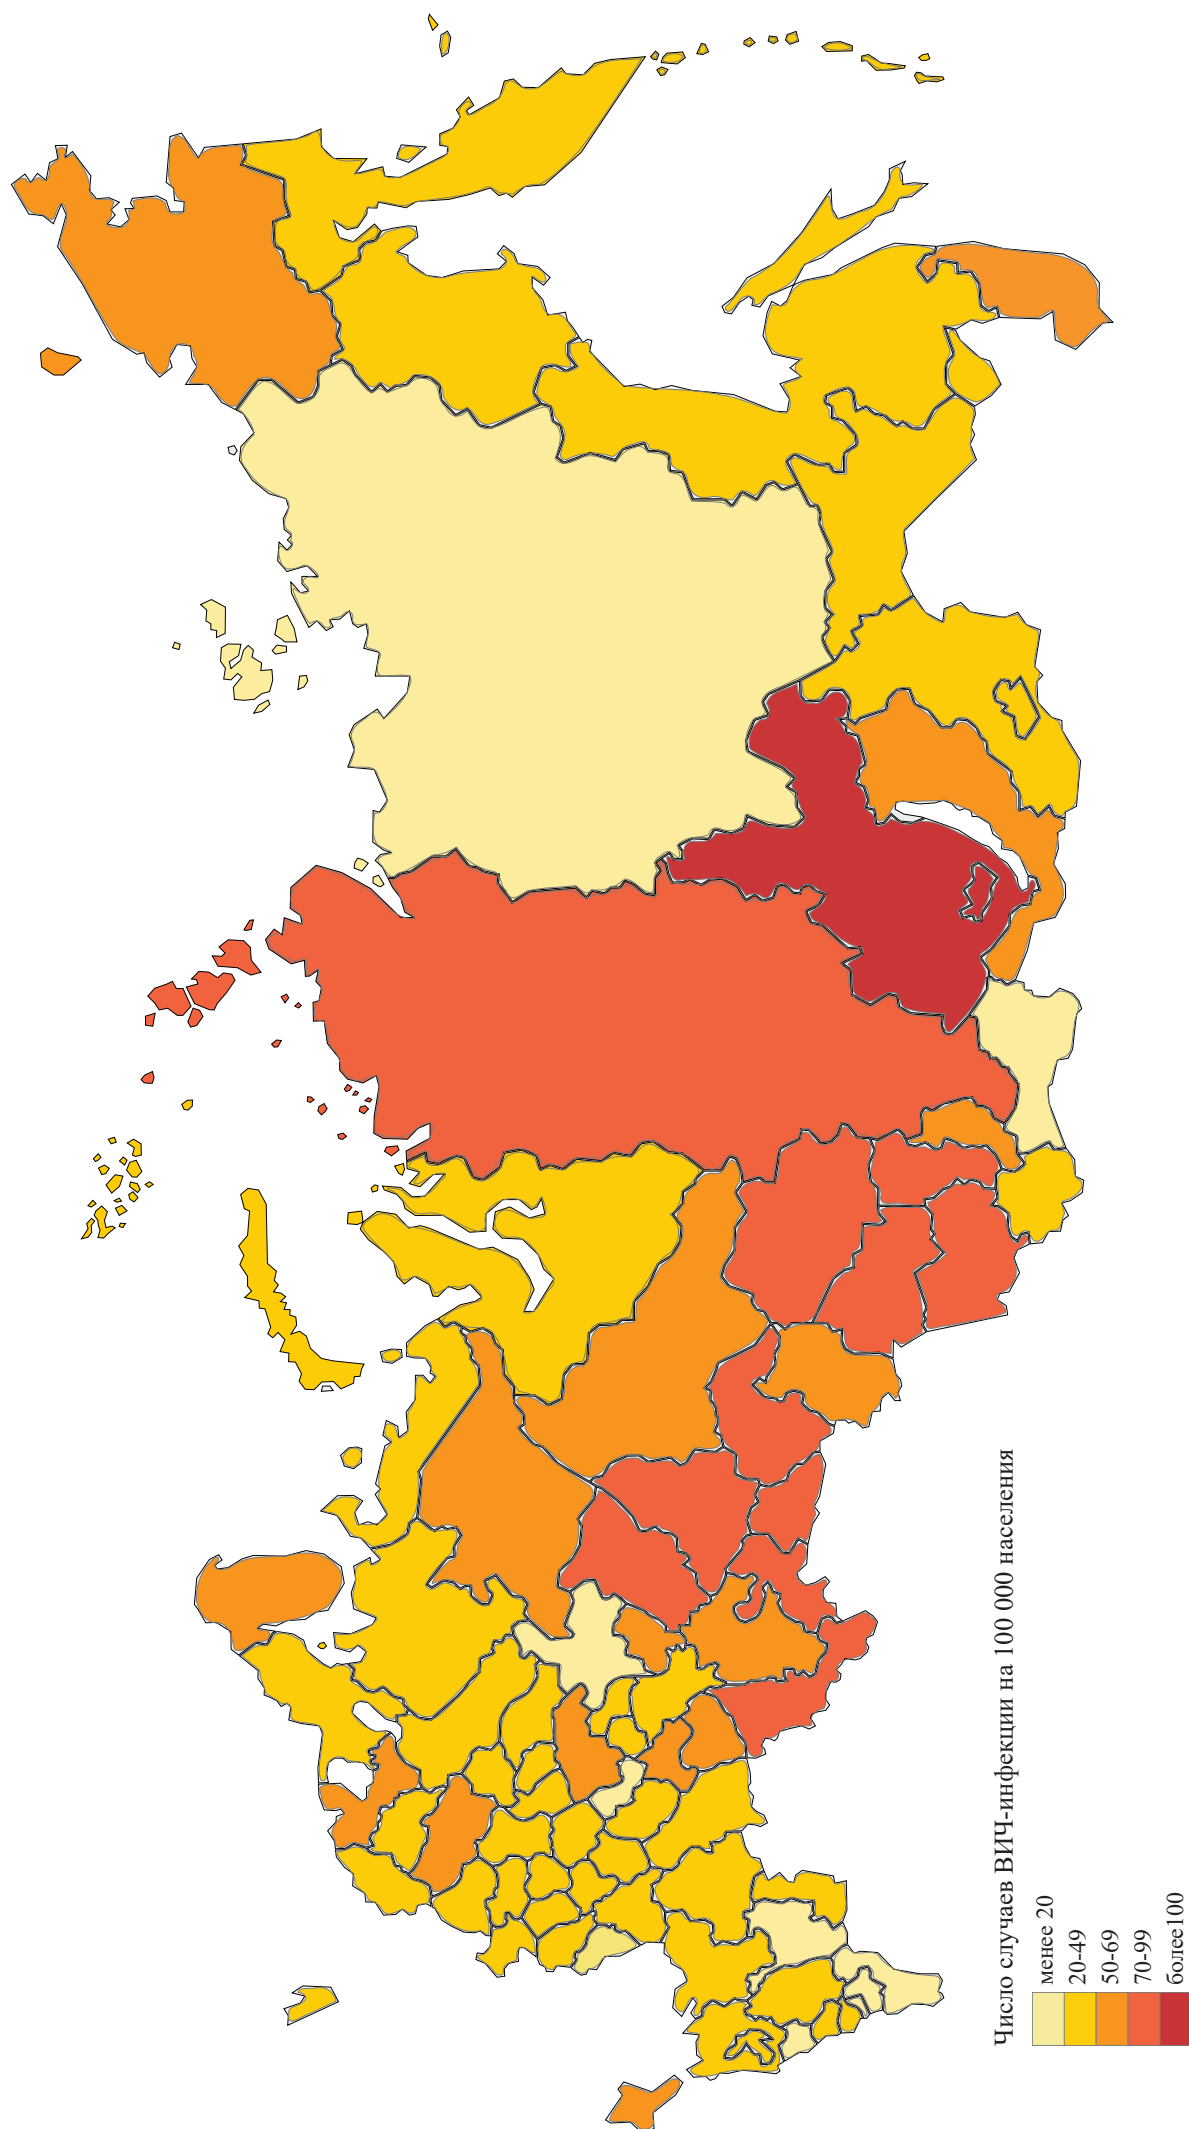 Число случаев ВИЧ-инфекции на 100 000 населения
менее 20
20-49
50-69
70-99
более100